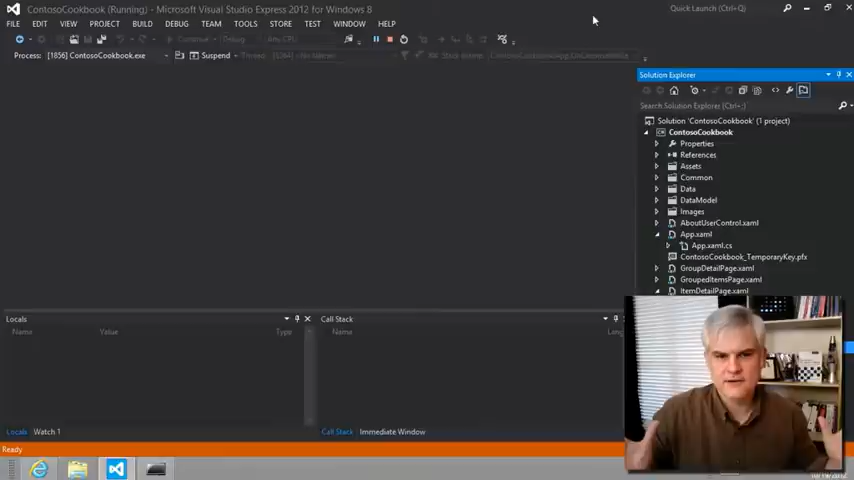 ContosoCookbook (Running) - Microsoft Visual Studio Express 2012 for Windows 8
Quick Launch (Ctrl+Q)
FILE EDIT VIEW PROJECT BUILD DEBUG TEAM TOOLS STORE TEST WINDOW HELP
Continue Debug Any CPU
Process: [1856] ContosoCookbook.exe Suspend Thread:
Solution Explorer
Search Solution Explorer (Ctrl+;)
Solution 'ContosoCookbook' (1 project)
ContosoCookbook
Properties
References
Assets
Common
Data
DataModel
Images
AboutUserControl.xaml
App.xaml
App.xaml.cs
ContosoCookbook_TemporaryKey.pfx
GroupDetailPage.xaml
GroupedItemsPage.xaml
ItemDetailPage.xaml
Locals
Name Value Type
Call Stack
Name
Locals Watch 1
Call Stack Immediate Window
Ready